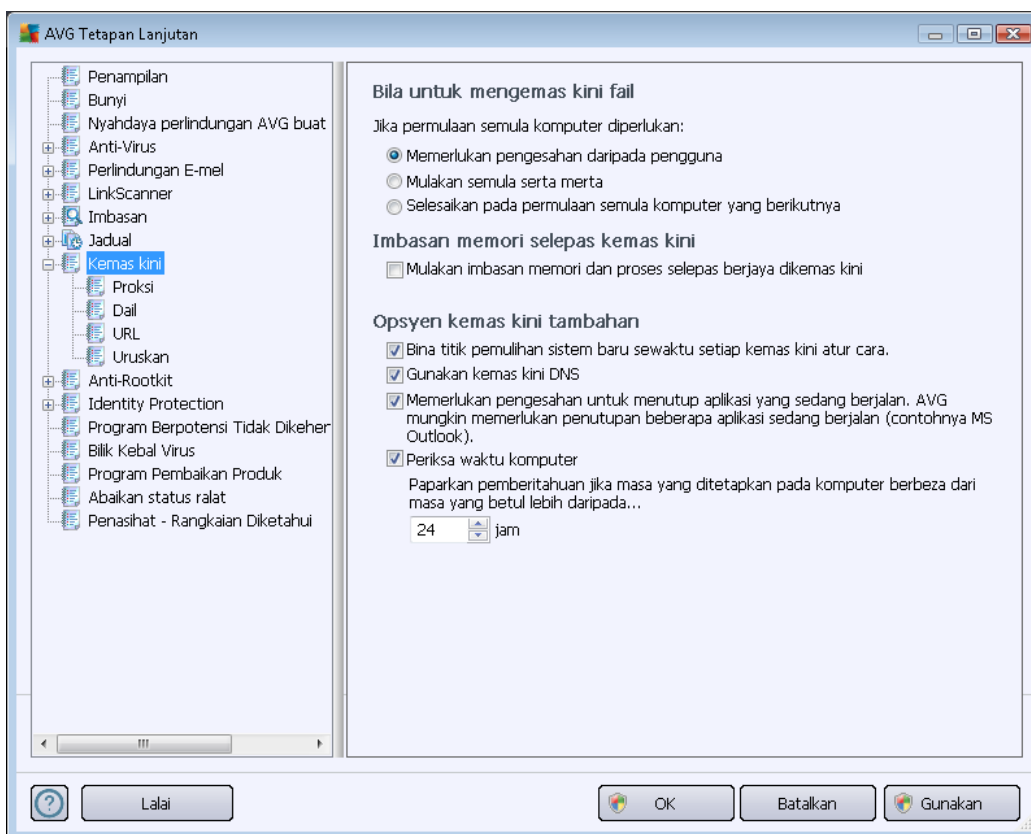 AVG Tetapan Lanjutan
Penampilan
Bunyi
Nyahdaya perlindungan AVG buat
Anti-Virus
Perlindungan E-mel
LinkScanner
Imbasan
Jadual
Kemas kini
Proksi
Dail
URL
Uruskan
Anti-Rootkit
Identity Protection
Program Berpotensi Tidak Dikeher
Bilik Kebal Virus
Program Pembaikan Produk
Abaikan status ralat
Penasihat - Rangkaian Diketahui
Bila untuk mengemas kini fail
Jika permulaan semula komputer diperlukan:
Memerlukan pengesahan daripada pengguna
Mulakan semula serta merta
Selesaikan pada permulaan semula komputer yang berikutnya
Imbasan memori selepas kemas kini
Mulakan imbasan memori dan proses selepas berjaya dikemas kini
Opsyen kemas kini tambahan
Bina titik pemulihan sistem baru sewaktu setiap kemas kini atur cara.
Gunakan kemas kini DNS
Memerlukan pengesahan untuk menutup aplikasi yang sedang berjalan. AVG
mungkin memerlukan penutupan beberapa aplikasi sedang berjalan (contohnya MS
Outlook).
Periksa waktu komputer
Paparkan pemberitahuan jika masa yang ditetapkan pada komputer berbeza dari
masa yang betul lebih daripada...
24 jam
Lalai
OK
Batalkan
Gunakan